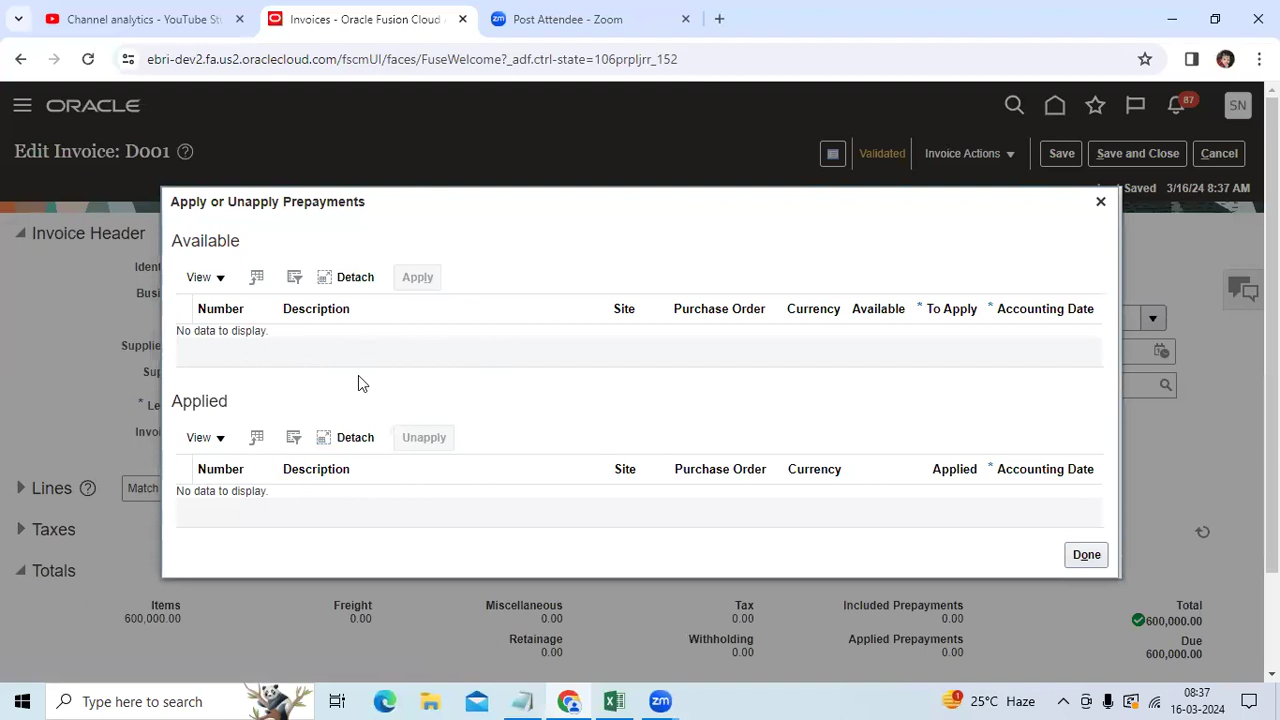 Channel analytics - YouTube Stu
Invoices - Oracle Fusion Cloud
Post Attendee - Zoom
ebri-dev2.fa.us2.oraclecloud.com/fscmUI/faces/FuseWelcome?_adf.ctrl-state=106prpljrr_152
ORACLE
87
SN
Edit Invoice: D001
Validated
Invoice Actions
Save
Save and Close
Cancel
Saved 3/16/24 8:37 AM
Invoice Header
Apply or Unapply Prepayments
Available
View
Detach
Apply
Number Description Site Purchase Order Currency Available * To Apply * Accounting Date
No data to display.
Applied
View
Detach
Unapply
Number Description Site Purchase Order Currency Applied * Accounting Date
No data to display.
Done
Ident
Busi
Supplie
Sup
* Le
Invoi
Lines
Match
Taxes
Totals
Items Freight Miscellaneous Tax Included Prepayments Total
600,000.00 0.00 0.00 0.00 0.00 600,000.00
Retainage Withholding Applied Prepayments Due
0.00 0.00 0.00 600,000.00
Type here to search
25°C Haze
08:37
16-03-2024